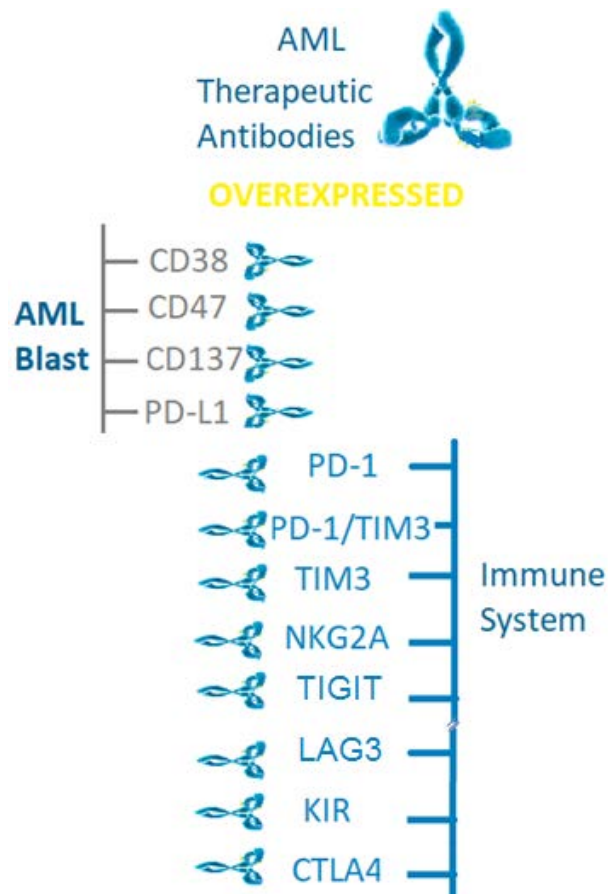 AML
Therapeutic
Antibodies
OVEREXPRESSED
AML
Blast
CD38
CD47
CD137
PD-L1
PD-1
PD-1/TIM3
TIM3
NKG2A
TIGIT
LAG3
KIR
CTLA4
Immune
System